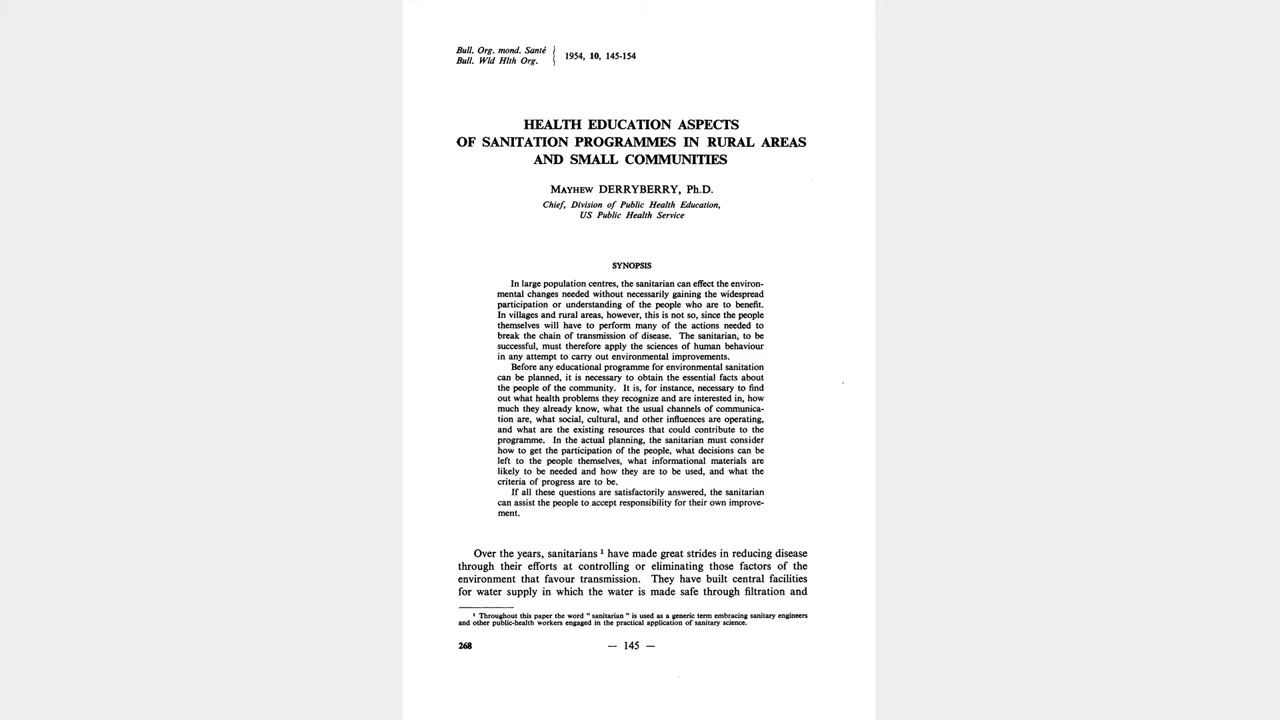 Bull. Org. mond. Santé
Bull. Wld Hlth Org.
1954, 10, 145-154
HEALTH EDUCATION ASPECTS
OF SANITATION PROGRAMMES IN RURAL AREAS
AND SMALL COMMUNITIES
MAYHEW DERRYBERRY, Ph.D.
Chief, Division of Public Health Education,
US Public Health Service
SYNOPSIS
In large population centres, the sanitarian can effect the environ-
mental changes needed without necessarily gaining the widespread
participation or understanding of the people who are to benefit.
In villages and rural areas, however, this is not so, since the people
themselves will have to perform many of the actions needed to
break the chain of transmission of disease. The sanitarian, to be
successful, must therefore apply the sciences of human behaviour
in any attempt to carry out environmental improvements.
Before any educational programme for environmental sanitation
can be planned, it is necessary to obtain the essential facts about
the people of the community. It is, for instance, necessary to find
out what health problems they recognize and are interested in, how
much they already know, what the usual channels of communica-
tion are, what social, cultural, and other influences are operating,
and what are the existing resources that could contribute to the
programme. In the actual planning, the sanitarian must consider
how to get the participation of the people, what decisions can be
left to the people themselves, what informational materials are
likely to be needed and how they are to be used, and what the
criteria of progress are to be.
If all these questions are satisfactorily answered, the sanitarian
can assist the people to accept responsibility for their own improve-
ment.
Over the years, sanitarians ¹ have made great strides in reducing disease
through their efforts at controlling or eliminating those factors of the
environment that favour transmission. They have built central facilities
for water supply in which the water is made safe through filtration and
¹ Throughout this paper the word " sanitarian " is used as a generic term embracing sanitary engineers
and other public-health workers engaged in the practical application of sanitary science.
268
— 145 —